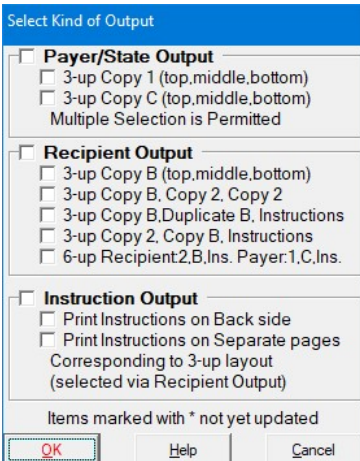 Select Kind of Output
Payer/State Output
3-up Copy 1 (top,middle,bottom)
3-up Copy C (top,middle,bottom)
Multiple Selection is Permitted
Recipient Output
3-up Copy B (top,middle,bottom)
3-up Copy B, Copy 2, Copy 2
3-up Copy B,Duplicate B, Instructions
3-up Copy 2, Copy B, Instructions
6-up Recipient:2,B,Ins. Payer:1,C,Ins.
Instruction Output
Print Instructions on Back side
Print Instructions on Separate pages
Corresponding to 3-up layout
(selected via Recipient Output)
Items marked with * not yet updated
OK Help Cancel